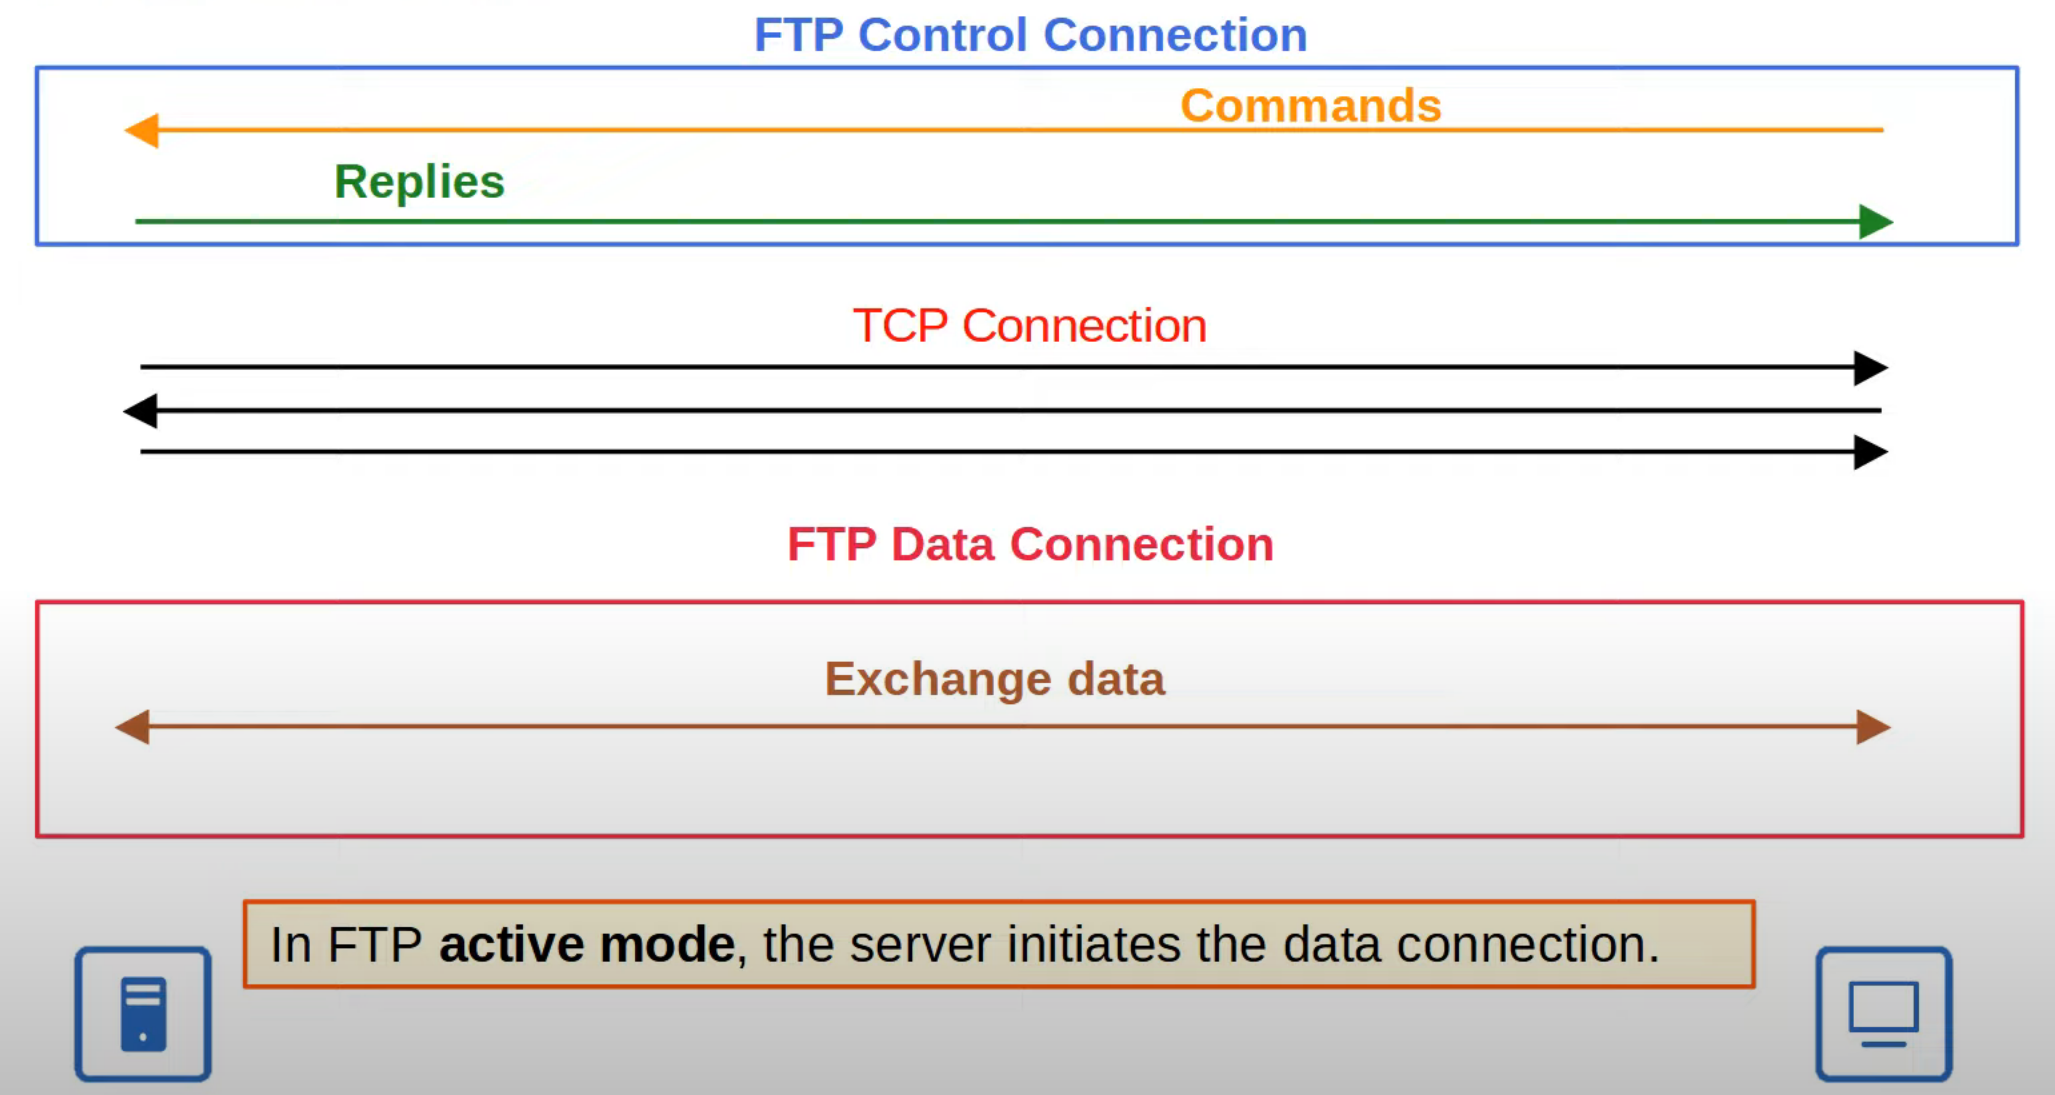 FTP Control Connection
Commands
Replies
TCP Connection
FTP Data Connection
Exchange data
In FTP active mode, the server initiates the data connection.